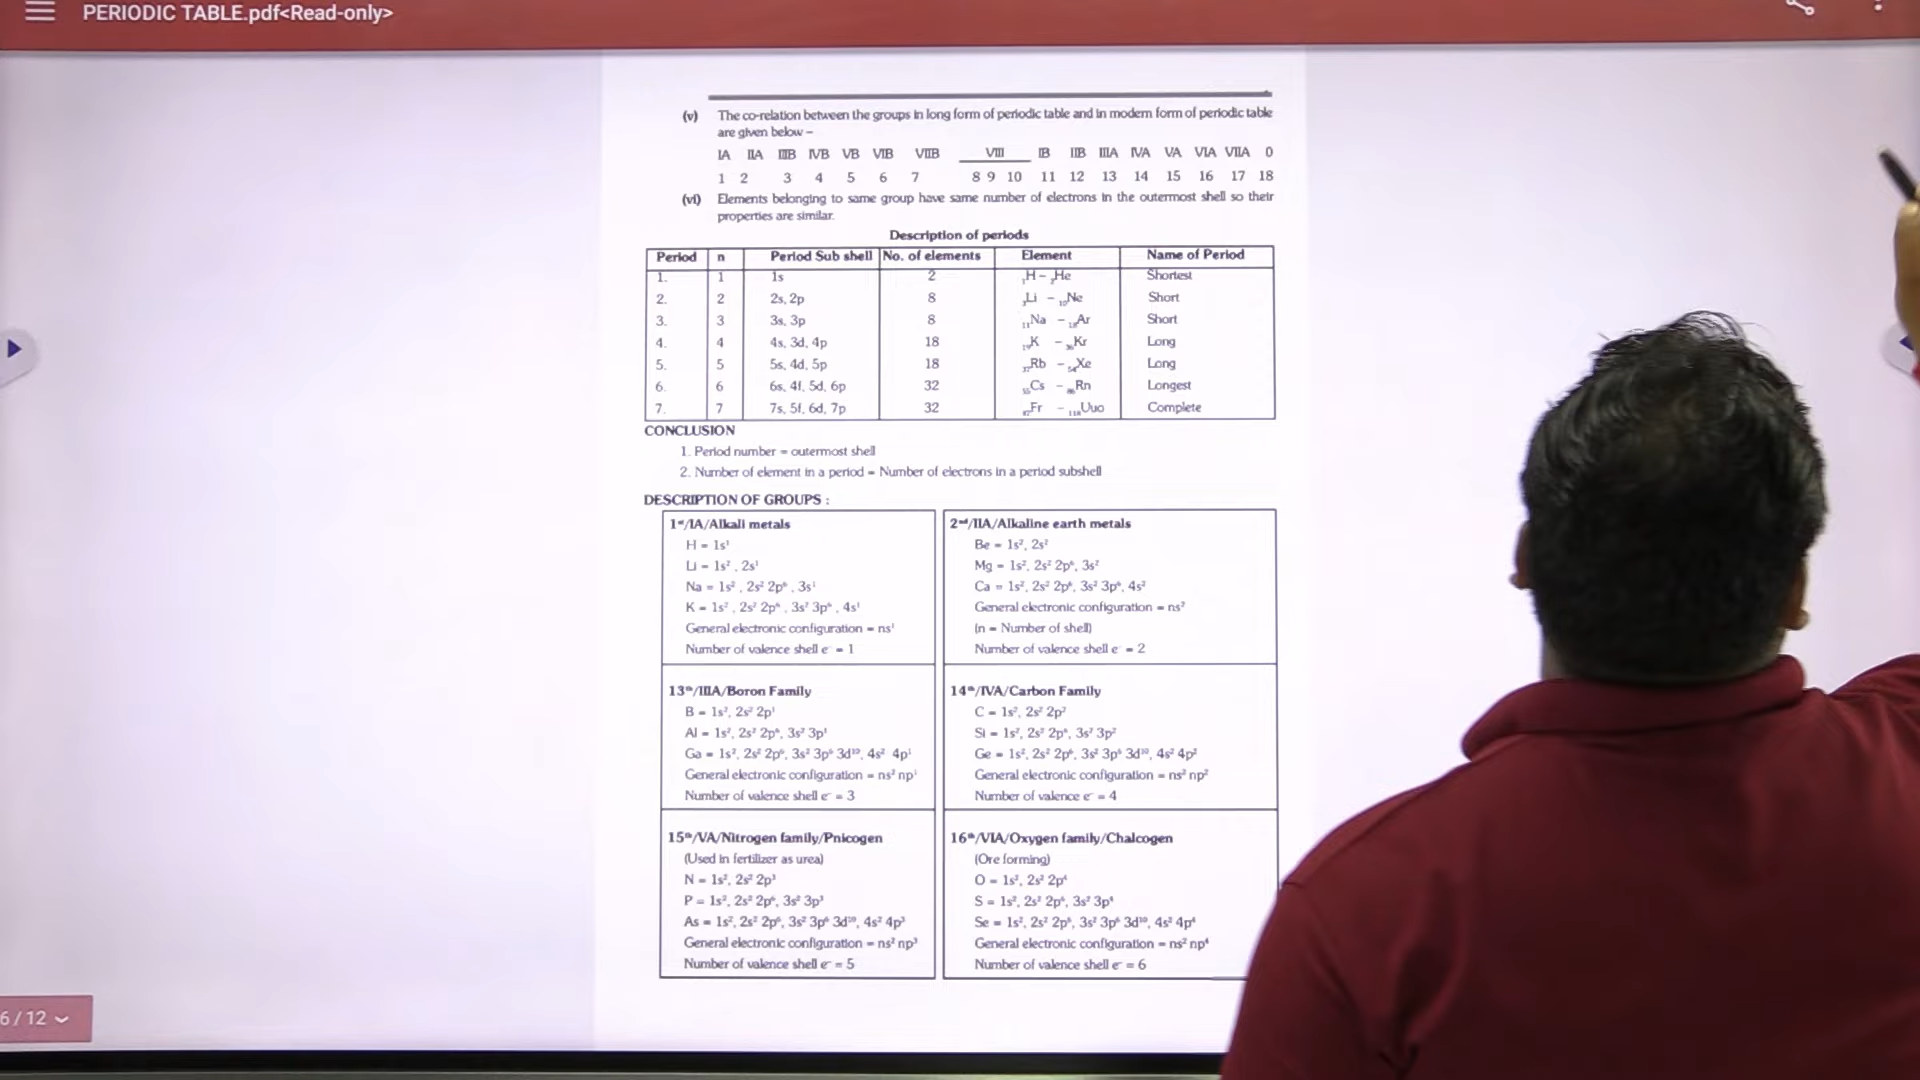 PERIODIC TABLE.pdf<Read-only>
(v) The co-relation between the groups in long form of periodic table and in modern form of periodic table
are given below –
IA IIA IIIB IVB VB VIB VIIB VIII IB IIB IIIA IVA VA VIA VIIA 0
1 2 3 4 5 6 7 8 9 10 11 12 13 14 15 16 17 18
(vi) Elements belonging to same group have same number of electrons in the outermost shell so their
properties are similar.
Description of periods
Period n Period Sub shell No. of elements Element Name of Period
1. 1 1s 2 ₁H – ₂He Shortest
2. 2 2s, 2p 8 ₃Li – ₁₀Ne Short
3. 3 3s, 3p 8 ₁₁Na – ₁₈Ar Short
4. 4 4s, 3d, 4p 18 ₁₉K – ₃₆Kr Long
5. 5 5s, 4d, 5p 18 ₃₇Rb – ₅₄Xe Long
6. 6 6s, 4f, 5d, 6p 32 ₅₅Cs – ₈₆Rn Longest
7. 7 7s, 5f, 6d, 7p 32 ₈₇Fr – ₁₁₈Uuo Complete
CONCLUSION
1. Period number = outermost shell
2. Number of element in a period = Number of electrons in a period subshell
DESCRIPTION OF GROUPS :
1ˢᵗ/IA/Alkali metals
H = 1s¹
Li = 1s² , 2s¹
Na = 1s² , 2s² 2p⁶ , 3s¹
K = 1s² , 2s² 2p⁶ , 3s² 3p⁶ , 4s¹
General electronic configuration = ns¹
Number of valence shell e⁻ = 1
2ⁿᵈ/IIA/Alkaline earth metals
Be = 1s², 2s²
Mg = 1s², 2s² 2p⁶, 3s²
Ca = 1s², 2s² 2p⁶, 3s² 3p⁶, 4s²
General electronic configuration = ns²
(n = Number of shell)
Number of valence shell e⁻ = 2
13ᵗʰ/IIIA/Boron Family
B = 1s², 2s² 2p¹
Al = 1s², 2s² 2p⁶, 3s² 3p¹
Ga = 1s², 2s² 2p⁶, 3s² 3p⁶ 3d¹⁰, 4s² 4p¹
General electronic configuration = ns² np¹
Number of valence shell e⁻ = 3
14ᵗʰ/IVA/Carbon Family
C = 1s², 2s² 2p²
Si = 1s², 2s² 2p⁶, 3s² 3p²
Ge = 1s², 2s² 2p⁶, 3s² 3p⁶ 3d¹⁰, 4s² 4p²
General electronic configuration = ns² np²
Number of valence e⁻ = 4
15ᵗʰ/VA/Nitrogen family/Pnicogen
(Used in fertilizer as urea)
N = 1s², 2s² 2p³
P = 1s², 2s² 2p⁶, 3s² 3p³
As = 1s², 2s² 2p⁶, 3s² 3p⁶ 3d¹⁰, 4s² 4p³
General electronic configuration = ns² np³
Number of valence shell e⁻ = 5
16ᵗʰ/VIA/Oxygen family/Chalcogen
(Ore forming)
O = 1s², 2s² 2p⁴
S = 1s², 2s² 2p⁶, 3s² 3p⁴
Se = 1s², 2s² 2p⁶, 3s² 3p⁶ 3d¹⁰, 4s² 4p⁴
General electronic configuration = ns² np⁴
Number of valence shell e⁻ = 6
6 / 12